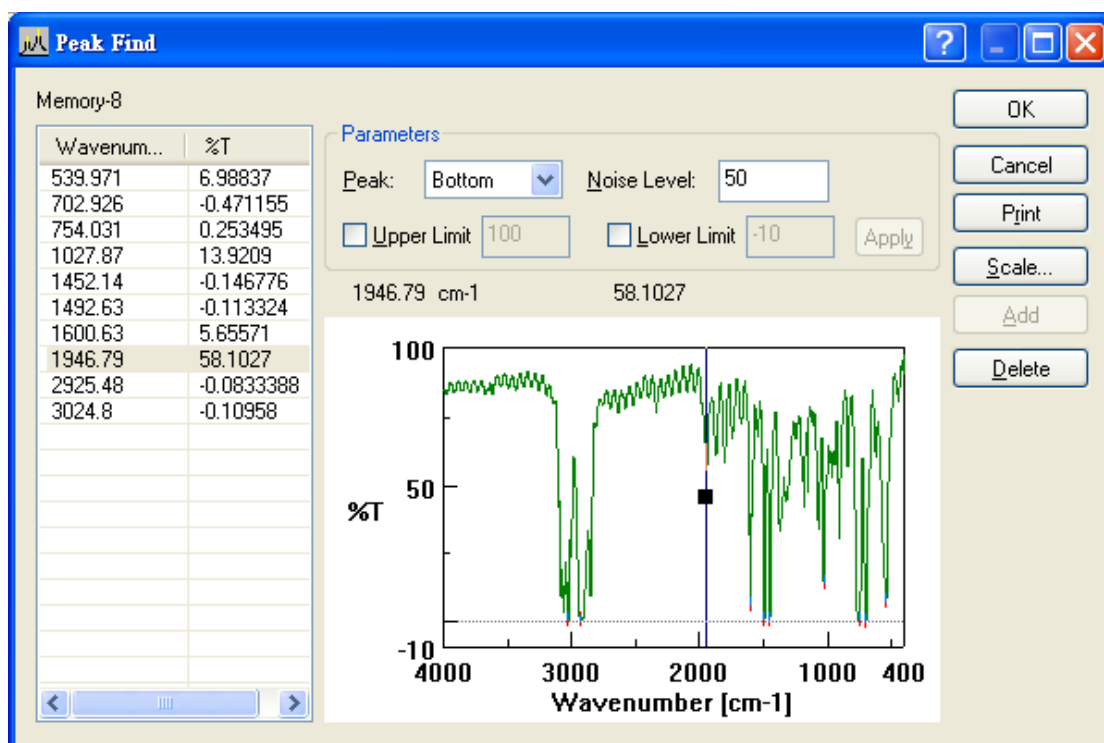 Peak Find
Memory-8
Wavenum... %T
539.971 6.98837
702.926 -0.471155
754.031 0.253495
1027.87 13.9209
1452.14 -0.146776
1492.63 -0.113324
1600.63 5.65571
1946.79 58.1027
2925.48 -0.0833388
3024.8 -0.10958
Parameters
Peak: Bottom Noise Level: 50
Upper Limit 100 Lower Limit -10 Apply
1946.79 cm-1 58.1027
100
50
%T
-10
4000 3000 2000 1000 400
Wavenumber [cm-1]
OK
Cancel
Print
Scale...
Add
Delete